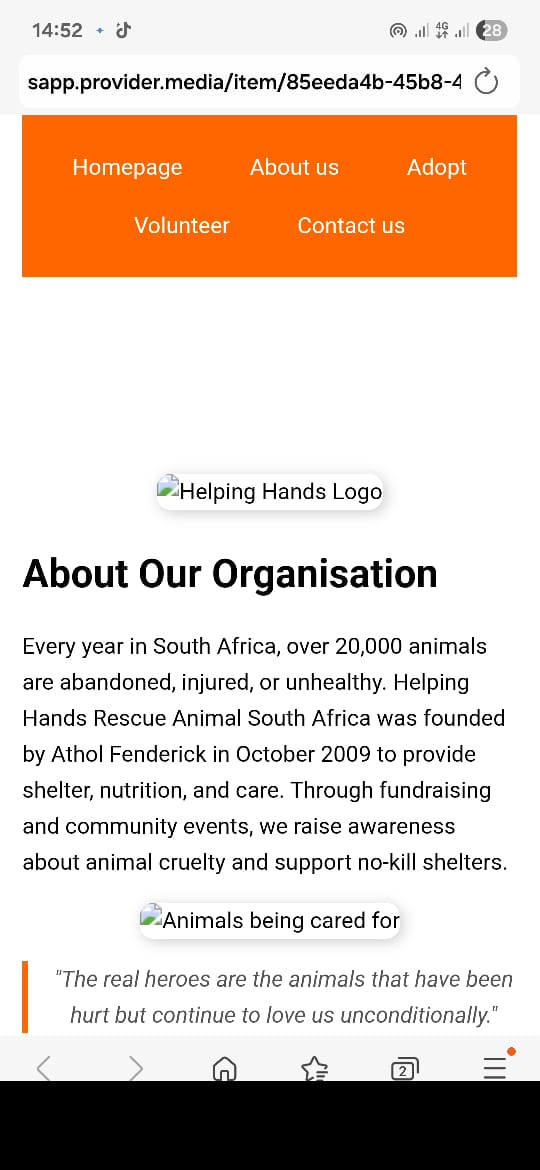 14:52
4G
28
sapp.provider.media/item/85eeda4b-45b8-4
Homepage About us Adopt
Volunteer Contact us
Helping Hands Logo
About Our Organisation
Every year in South Africa, over 20,000 animals
are abandoned, injured, or unhealthy. Helping
Hands Rescue Animal South Africa was founded
by Athol Fenderick in October 2009 to provide
shelter, nutrition, and care. Through fundraising
and community events, we raise awareness
about animal cruelty and support no-kill shelters.
Animals being cared for
"The real heroes are the animals that have been
hurt but continue to love us unconditionally."
2